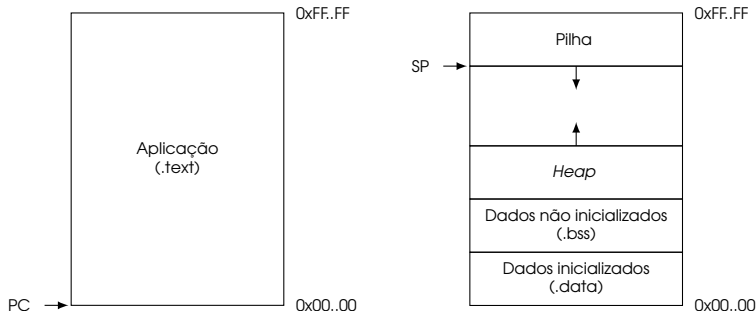 0xFF..FF
Aplicação
(.text)
PC
0x00..00
0xFF..FF
Pilha
SP
Heap
Dados não inicializados
(.bss)
Dados inicializados
(.data)
0x00..00